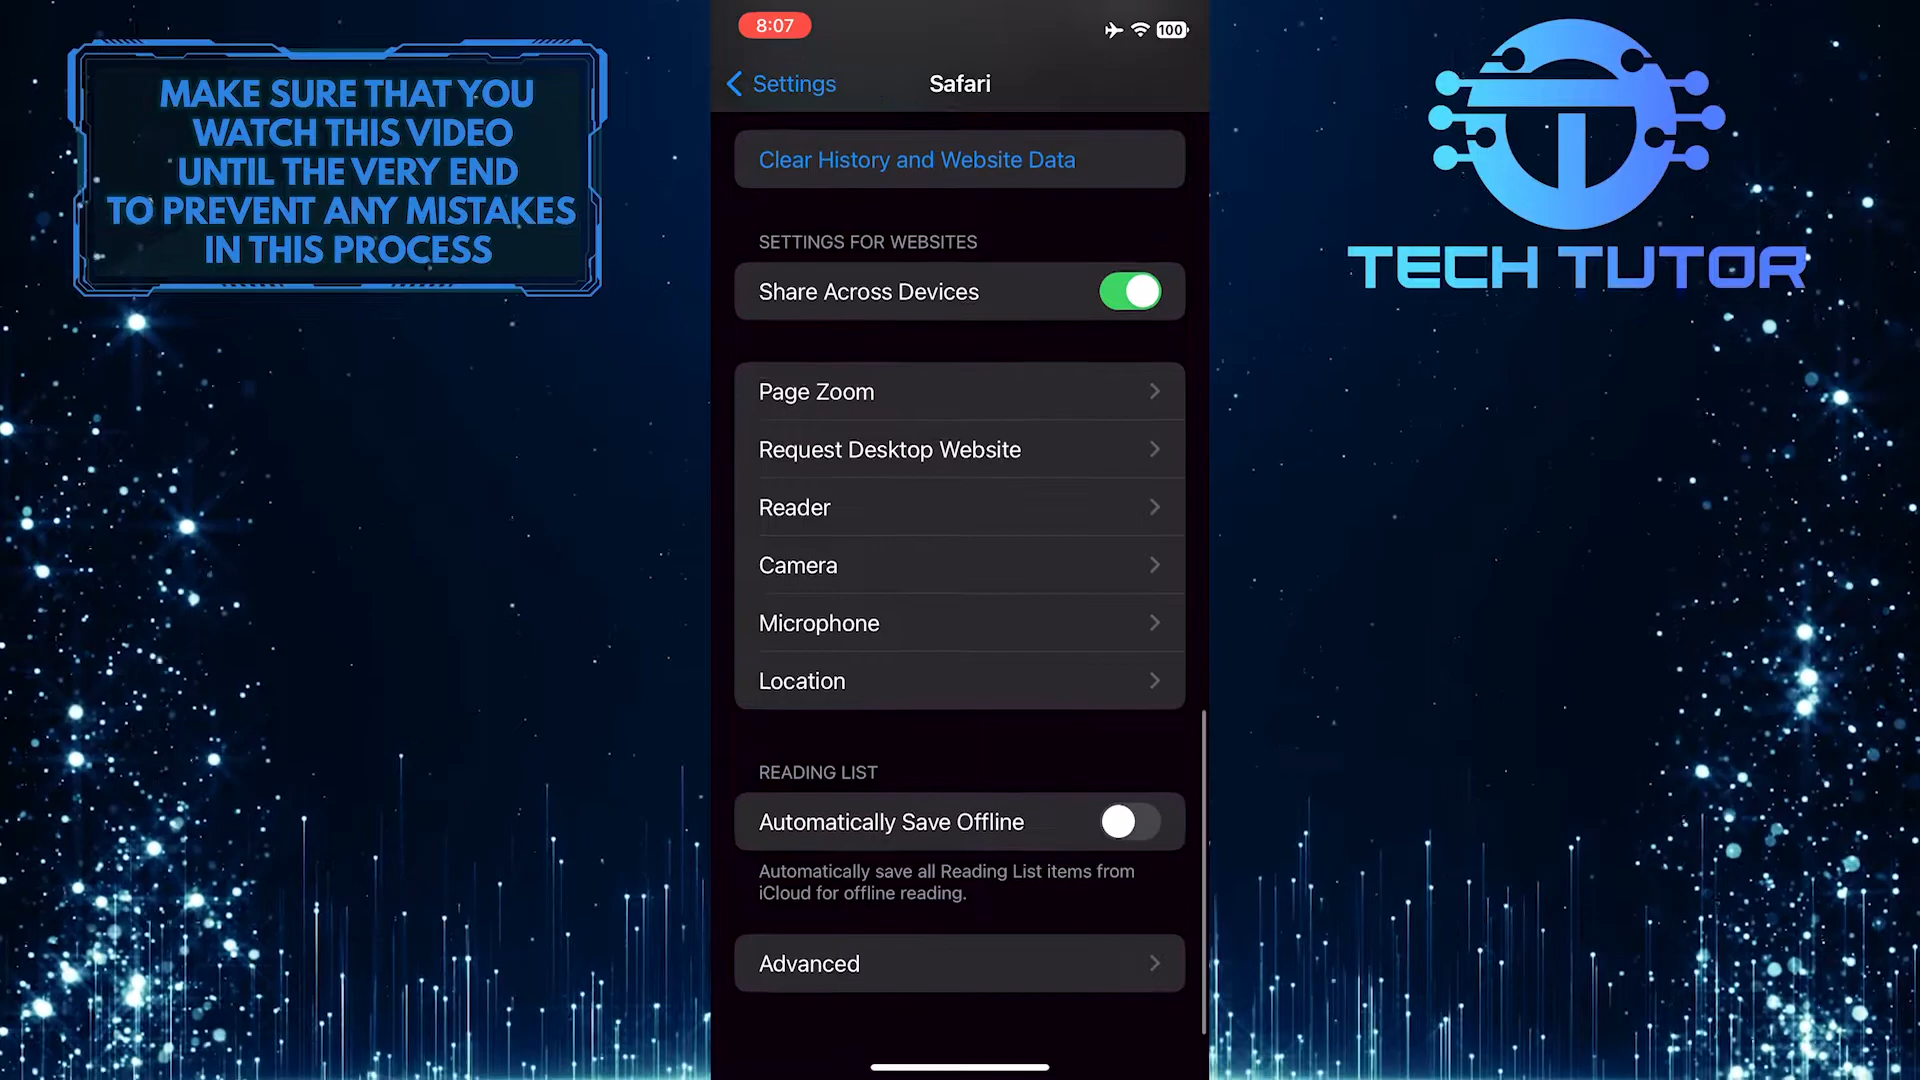 MAKE SURE THAT YOU
WATCH THIS VIDEO
UNTIL THE VERY END
TO PREVENT ANY MISTAKES
IN THIS PROCESS
8:07
100
Settings
Safari
Clear History and Website Data
SETTINGS FOR WEBSITES
Share Across Devices
Page Zoom
Request Desktop Website
Reader
Camera
Microphone
Location
READING LIST
Automatically Save Offline
Automatically save all Reading List items from
iCloud for offline reading.
Advanced
TECH TUTOR